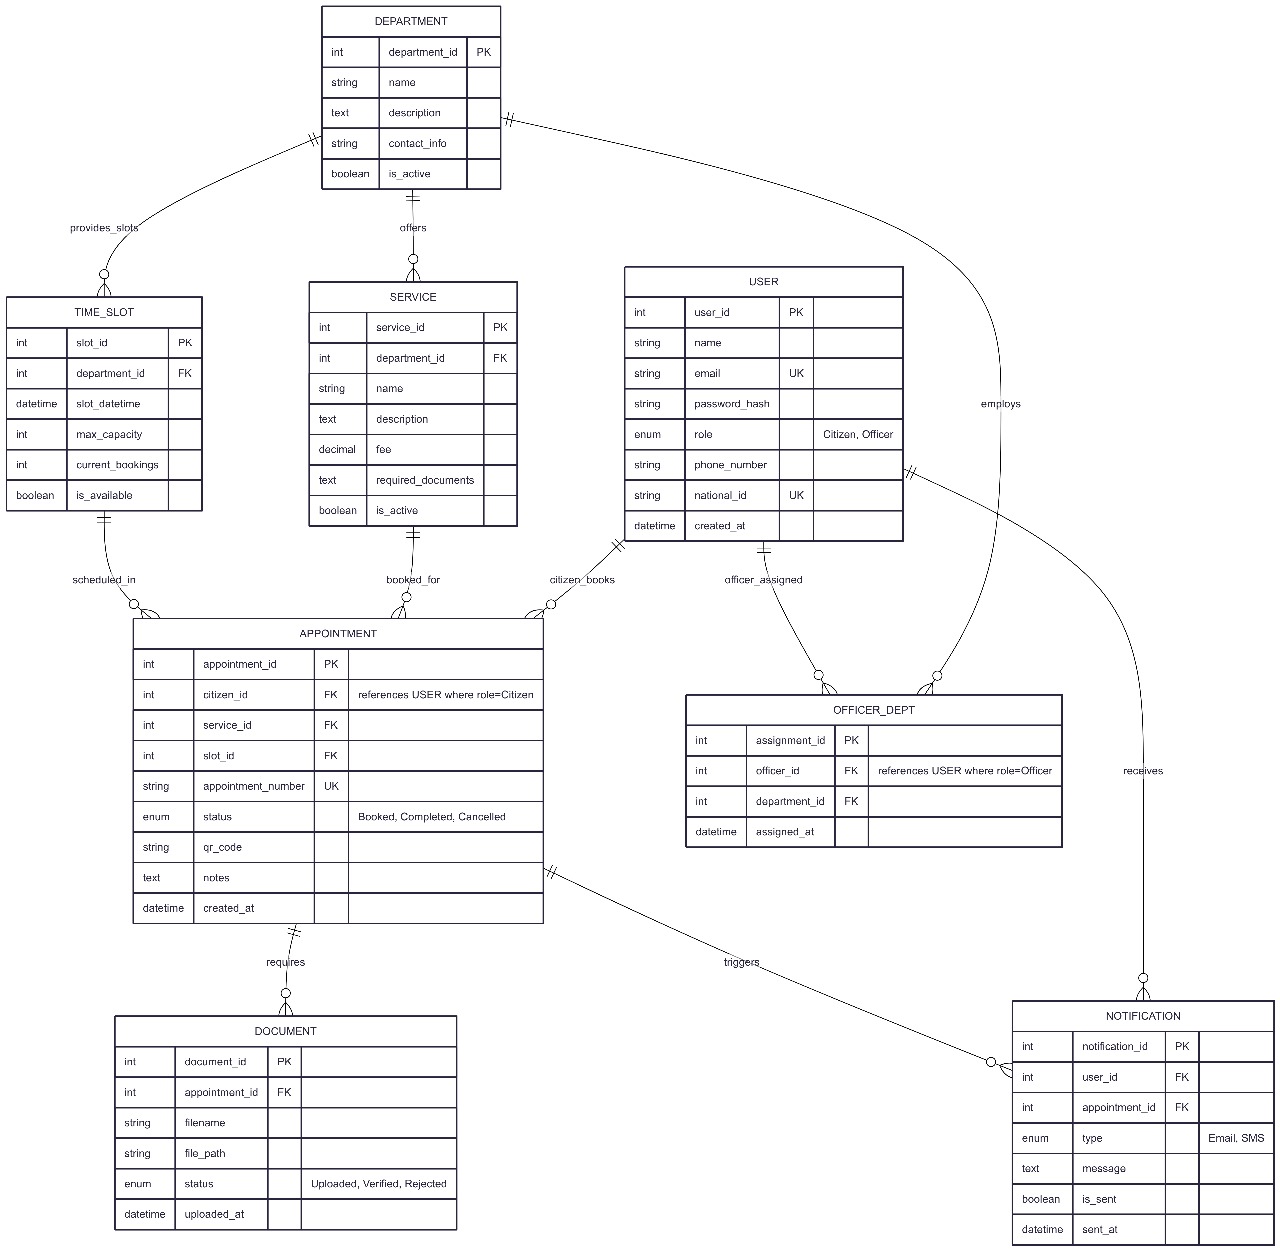 DEPARTMENT
int department_id PK
string name
text description
string contact_info
boolean is_active
provides_slots
offers
employs
TIME_SLOT
int slot_id PK
int department_id FK
datetime slot_datetime
int max_capacity
int current_bookings
boolean is_available
SERVICE
int service_id PK
int department_id FK
string name
text description
decimal fee
text required_documents
boolean is_active
USER
int user_id PK
string name
string email UK
string password_hash
enum role Citizen, Officer
string phone_number
string national_id UK
datetime created_at
scheduled_in
booked_for
citizen_books
officer_assigned
receives
APPOINTMENT
int appointment_id PK
int citizen_id FK references USER where role=Citizen
int service_id FK
int slot_id FK
string appointment_number UK
enum status Booked, Completed, Cancelled
string qr_code
text notes
datetime created_at
OFFICER_DEPT
int assignment_id PK
int officer_id FK references USER where role=Officer
int department_id FK
datetime assigned_at
requires
triggers
DOCUMENT
int document_id PK
int appointment_id FK
string filename
string file_path
enum status Uploaded, Verified, Rejected
datetime uploaded_at
NOTIFICATION
int notification_id PK
int user_id FK
int appointment_id FK
enum type Email, SMS
text message
boolean is_sent
datetime sent_at